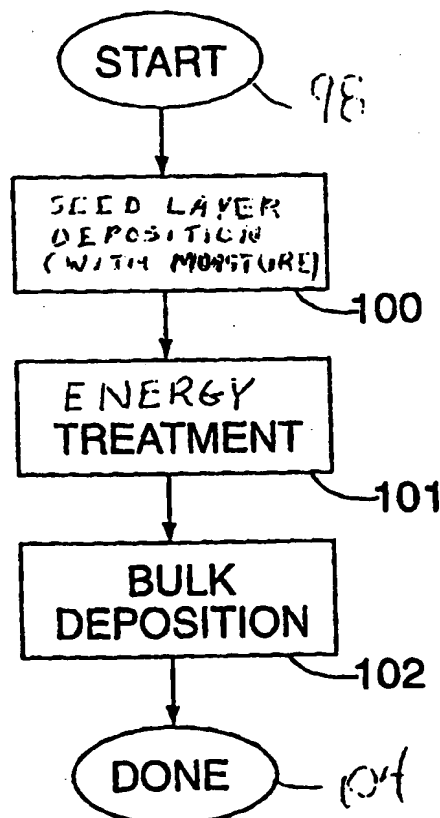 START
98
SEED LAYER
DEPOSITION
(WITH MOISTURE)
100
ENERGY
TREATMENT
101
BULK
DEPOSITION
102
DONE
104